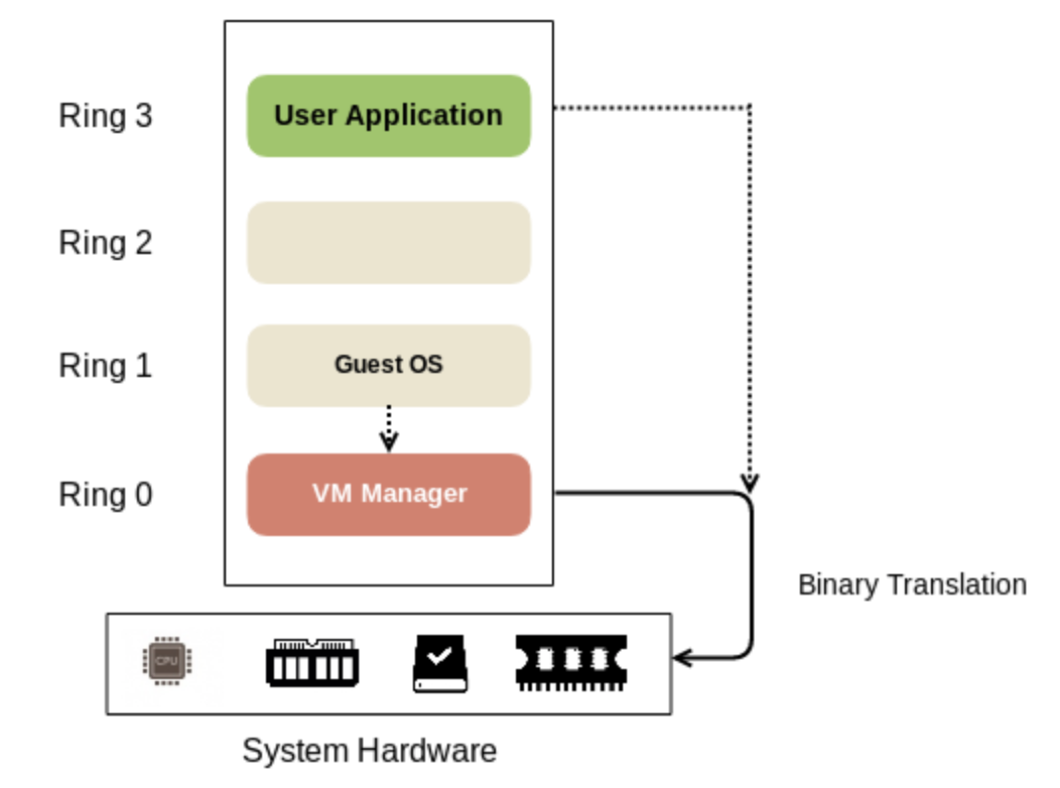 Ring 3
User Application
Ring 2
Ring 1
Guest OS
Ring 0
VM Manager
Binary Translation
CPU
System Hardware